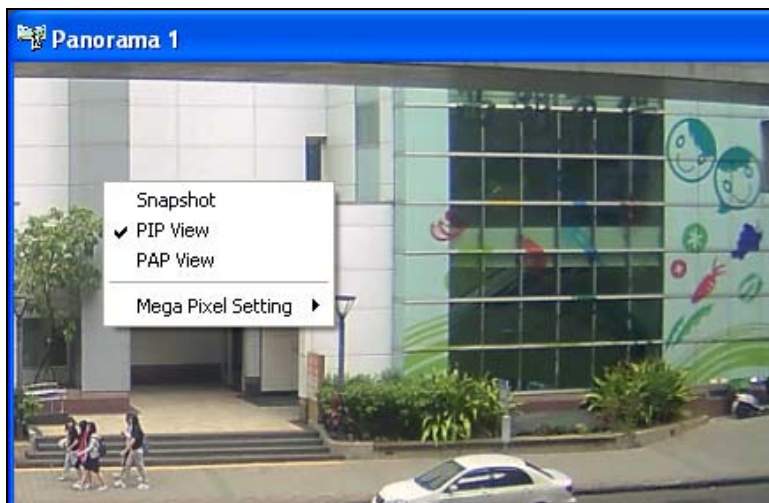 Panorama 1
Snapshot
PIP View
PAP View
Mega Pixel Setting